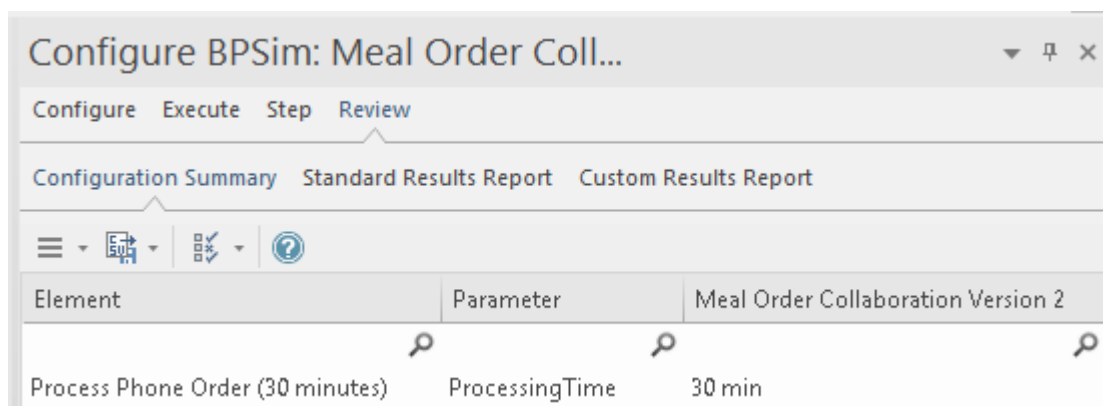 Configure BPSim: Meal Order Coll...
Configure Execute Step Review
Configuration Summary Standard Results Report Custom Results Report
Element Parameter Meal Order Collaboration Version 2
Process Phone Order (30 minutes) ProcessingTime 30 min